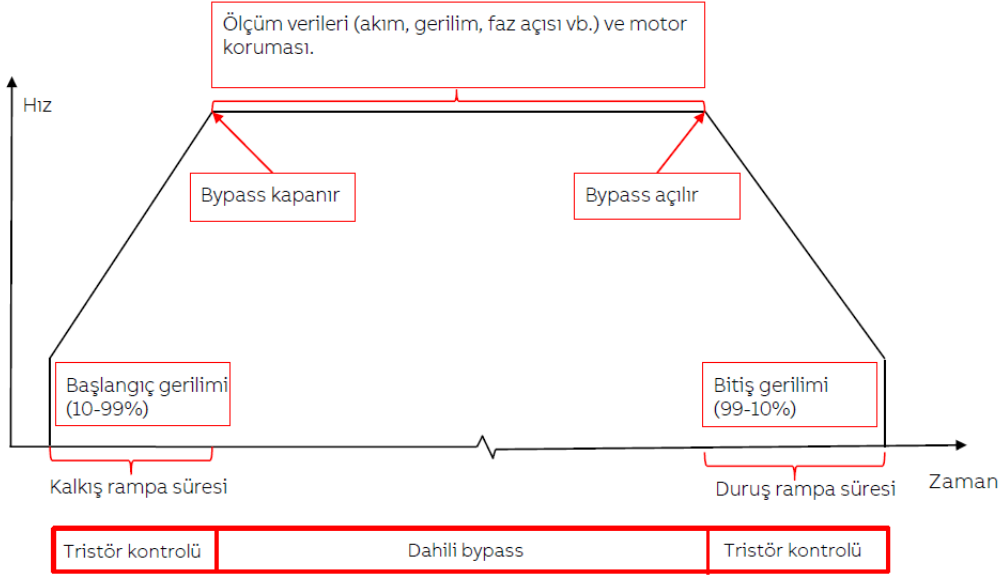 Ölçüm verileri (akım, gerilim, faz açısı vb.) ve motor
koruması.
Hız
Bypass kapanır
Bypass açılır
Başlangıç gerilimi
(10-99%)
Bitiş gerilimi
(99-10%)
Kalkış rampa süresi
Duruş rampa süresi
Zaman
Tristör kontrolü
Dahili bypass
Tristör kontrolü